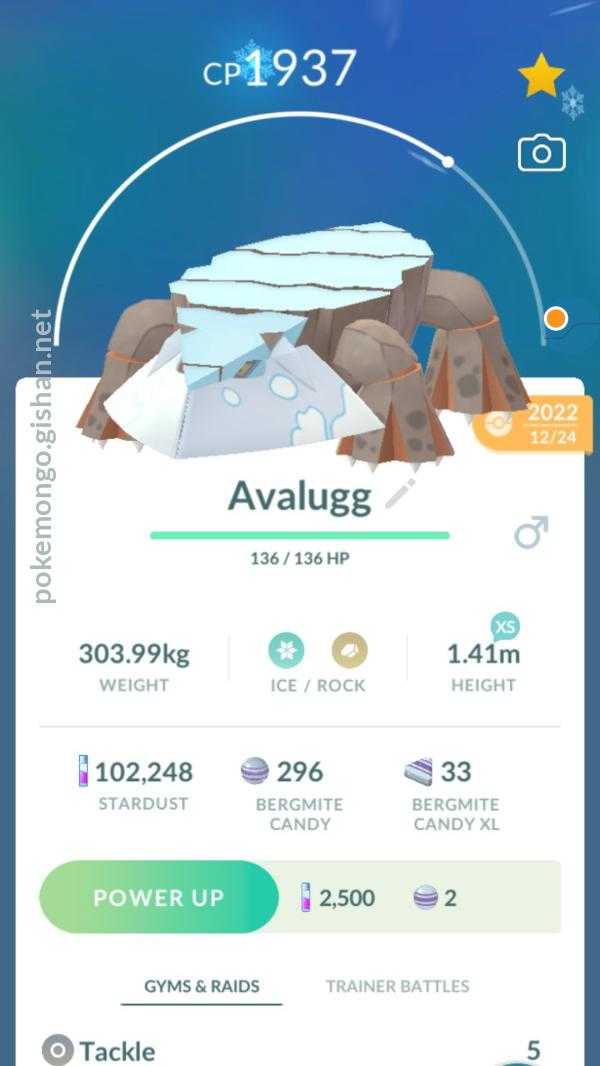 CP1937
pokemongo.gishan.net
2022
12/24
Avalugg
136 / 136 HP
XS
303.99kg
1.41m
WEIGHT
ICE / ROCK
HEIGHT
102,248
296
33
STARDUST
BERGMITE
CANDY
BERGMITE
CANDY XL
POWER UP
2,500
2
GYMS & RAIDS
TRAINER BATTLES
Tackle
5